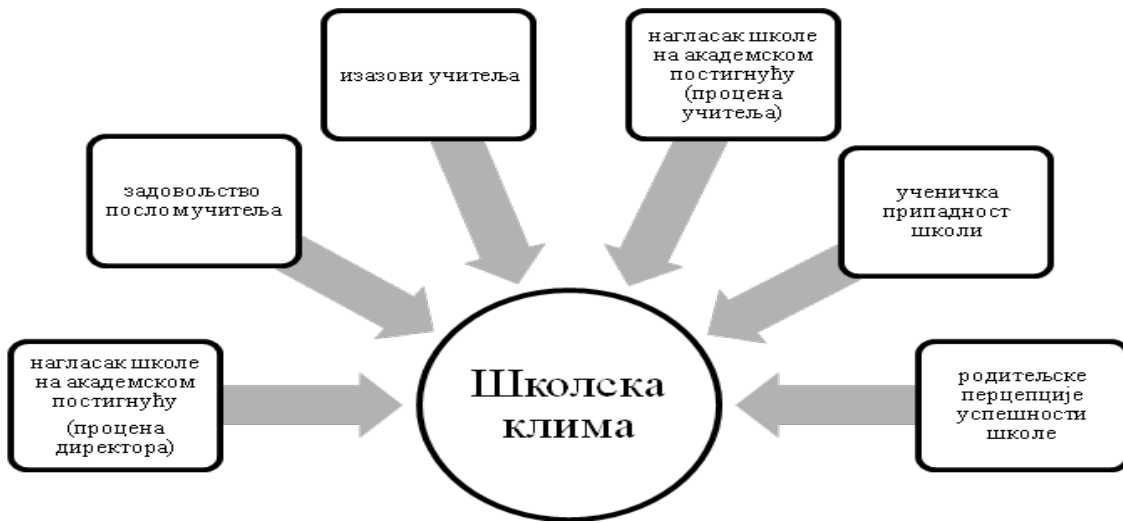 нагласак школе
на академском
постигнућу
(процена
директора)
задовољство
послом учитеља
изазови учитеља
нагласак школе
на академском
постигнућу
(процена
учитеља)
ученичка
припадност
школи
родитељске
перцепције
успешности
школе
Школска
клима